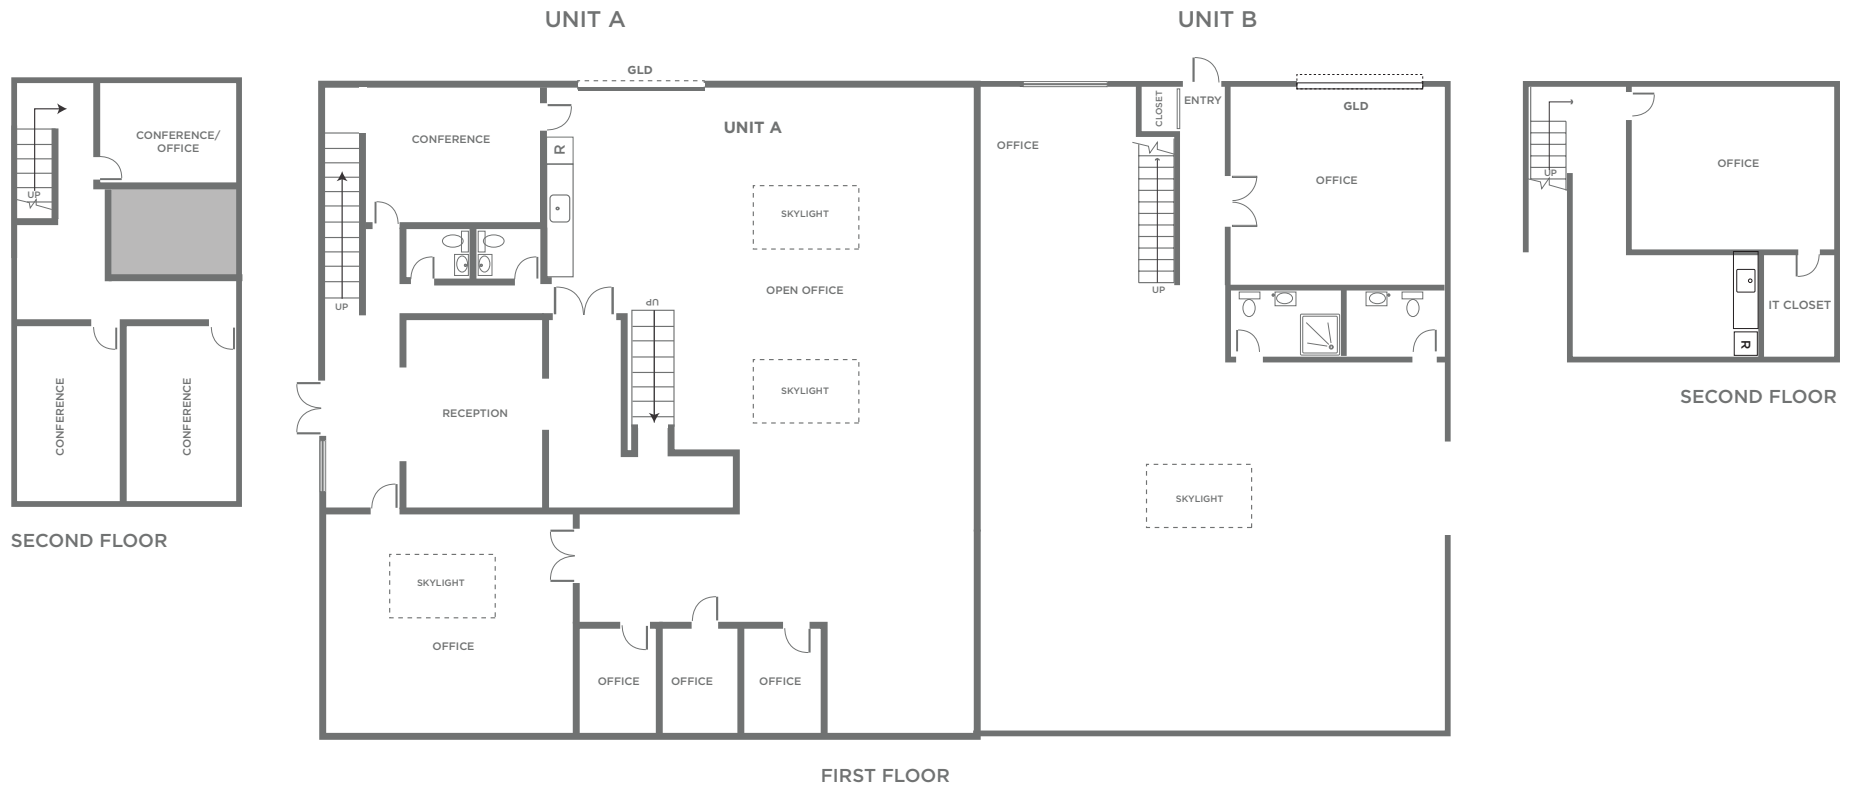 UNIT A
UNIT B
CONFERENCE/
OFFICE
UP
CONFERENCE
CONFERENCE
SECOND FLOOR
GLD
UNIT A
CONFERENCE
R
SKYLIGHT
UP
OPEN OFFICE
UP
SKYLIGHT
RECEPTION
SKYLIGHT
OFFICE
OFFICE
OFFICE
OFFICE
CLOSET
ENTRY
GLD
OFFICE
OFFICE
UP
SKYLIGHT
FIRST FLOOR
OFFICE
UP
IT CLOSET
R
SECOND FLOOR